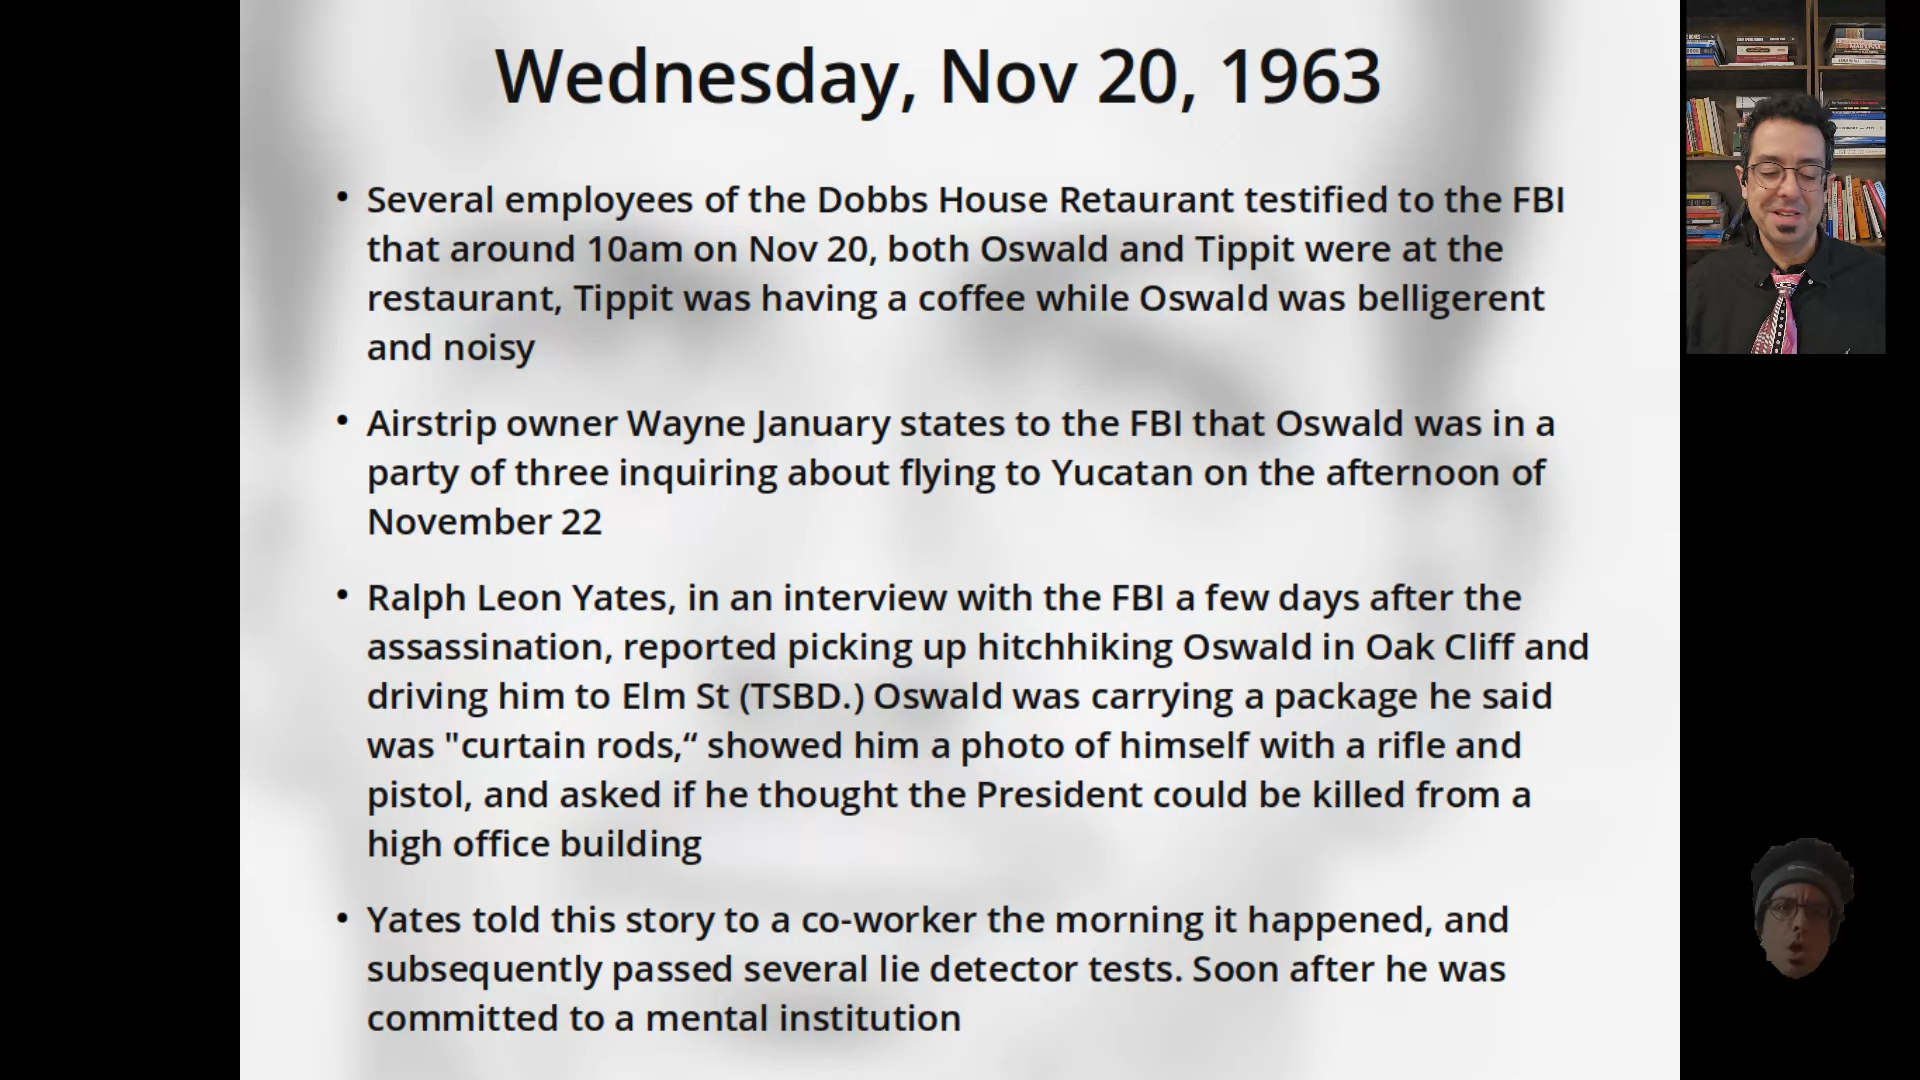 Wednesday, Nov 20, 1963
• Several employees of the Dobbs House Retaurant testified to the FBI
that around 10am on Nov 20, both Oswald and Tippit were at the
restaurant, Tippit was having a coffee while Oswald was belligerent
and noisy
• Airstrip owner Wayne January states to the FBI that Oswald was in a
party of three inquiring about flying to Yucatan on the afternoon of
November 22
• Ralph Leon Yates, in an interview with the FBI a few days after the
assassination, reported picking up hitchhiking Oswald in Oak Cliff and
driving him to Elm St (TSBD.) Oswald was carrying a package he said
was "curtain rods,“ showed him a photo of himself with a rifle and
pistol, and asked if he thought the President could be killed from a
high office building
• Yates told this story to a co-worker the morning it happened, and
subsequently passed several lie detector tests. Soon after he was
committed to a mental institution